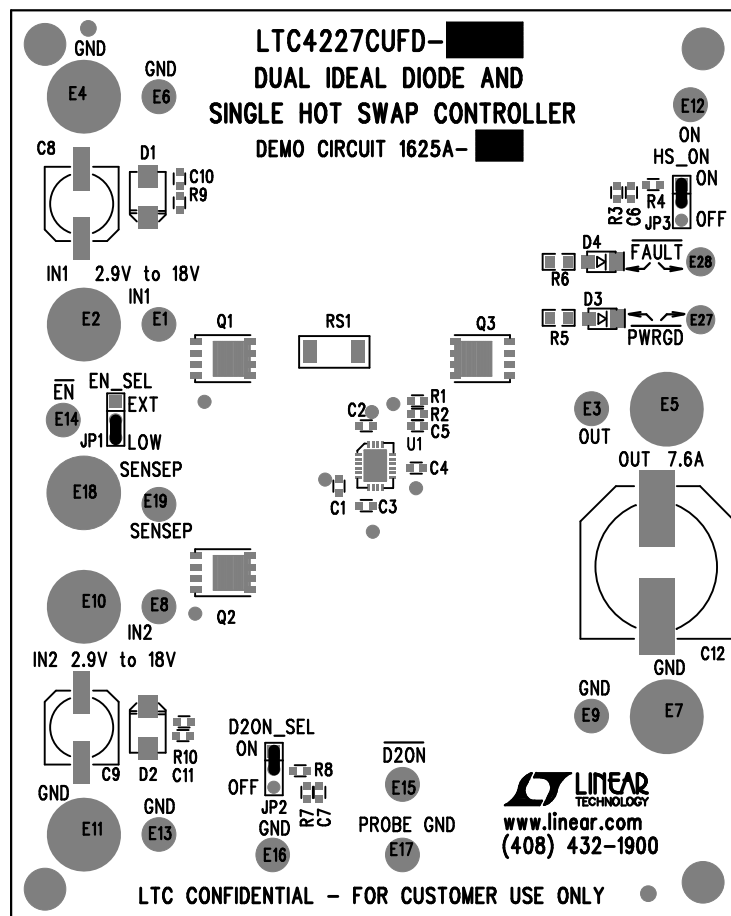 LTC4227CUFD-
DUAL IDEAL DIODE AND
SINGLE HOT SWAP CONTROLLER
DEMO CIRCUIT 1625A-
GND
E4
GND
E6
E12
ON
HS_ON
ON
R4
R3
C6
JP3
OFF
C8
D1
C10
R9
D4
FAULT
E28
R6
IN1 2.9V to 18V
IN1
E2
E1
Q1
RS1
Q3
D3
E27
R5
PWRGD
EN
EN_SEL
EXT
E14
JP1
LOW
R1
R2
C2
C5
U1
E3
OUT
E5
OUT 7.6A
SENSEP
E18
E19
SENSEP
C4
C1
C3
E10
E8
Q2
IN2
IN2 2.9V to 18V
C12
GND
GND
E9
E7
C9
D2
R10
C11
D2ON_SEL
ON
OFF
JP2
R8
R7
C7
D2ON
E15
GND
E11
GND
E13
GND
E16
PROBE GND
E17
LINEAR
TECHNOLOGY
www.linear.com
(408) 432-1900
LTC CONFIDENTIAL - FOR CUSTOMER USE ONLY